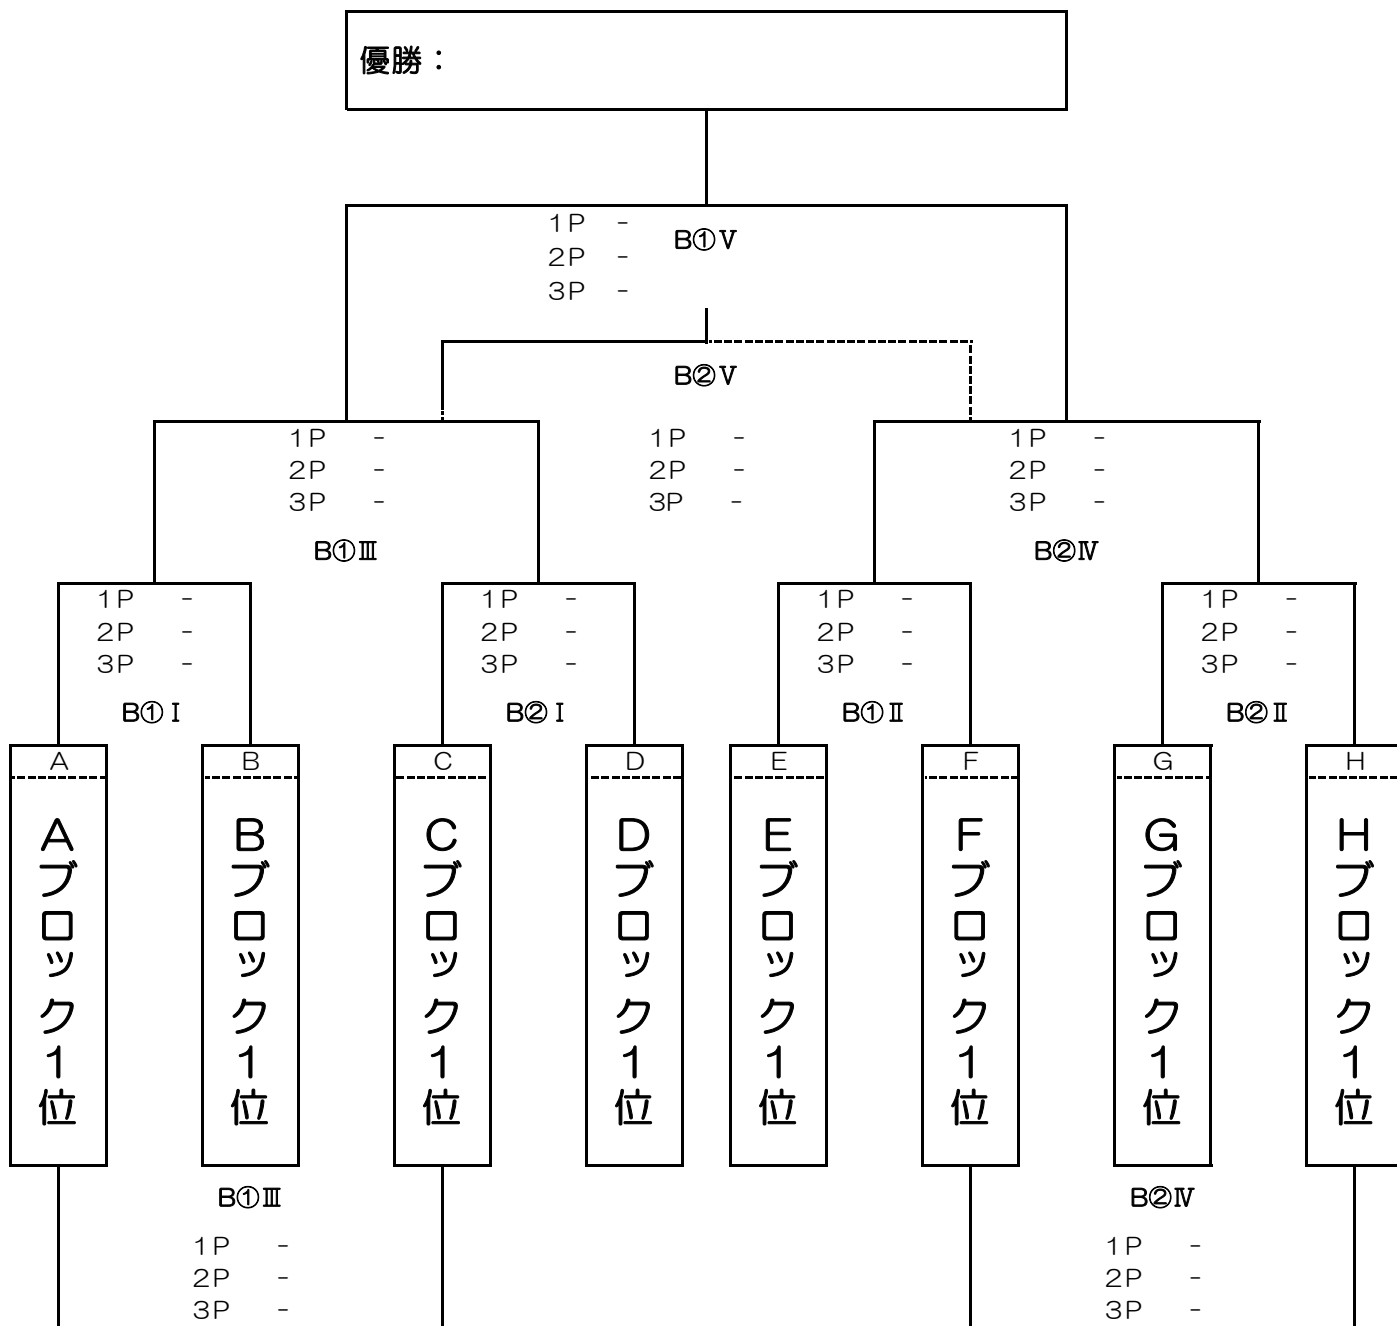 優勝：
1P -
B①Ⅴ
2P -
3P -
B②Ⅴ
1P - 1P - 1P -
2P - 2P - 2P -
3P - 3P - 3P -
B①Ⅲ B②Ⅳ
1P - 1P - 1P - 1P -
2P - 2P - 2P - 2P -
3P - 3P - 3P - 3P -
B①Ⅰ B②Ⅰ B①Ⅱ B②Ⅱ
A B C D E F G H
Aブロック1位
Bブロック1位
Cブロック1位
Dブロック1位
Eブロック1位
Fブロック1位
Gブロック1位
Hブロック1位
B①Ⅲ B②Ⅳ
1P - 1P -
2P - 2P -
3P - 3P -